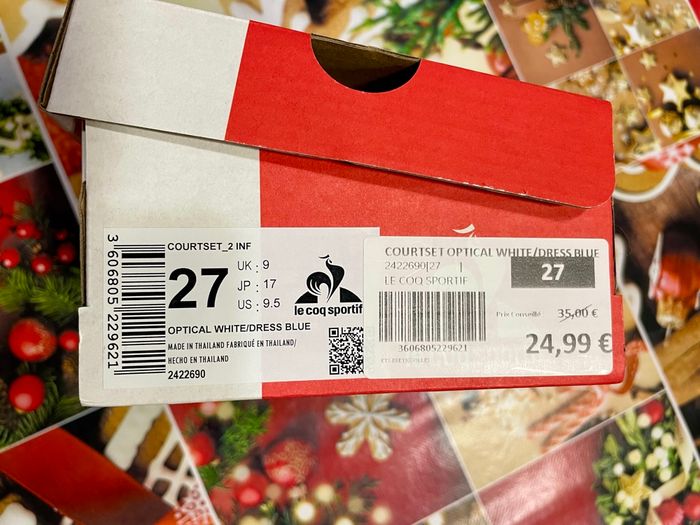 3 606805 229621
COURTSET_2 INF
27
UK : 9
JP : 17
US : 9.5
le coq sportif
OPTICAL WHITE/DRESS BLUE
MADE IN THAILAND FABRIQUÉ EN THAILAND/
HECHO EN THAILAND
2422690
COURTSET OPTICAL WHITE/DRESS BLUE
2422690|27 |
LE COQ SPORTIF
27
3606805229621
Prix Conseillé 35,00 €
24,99 €